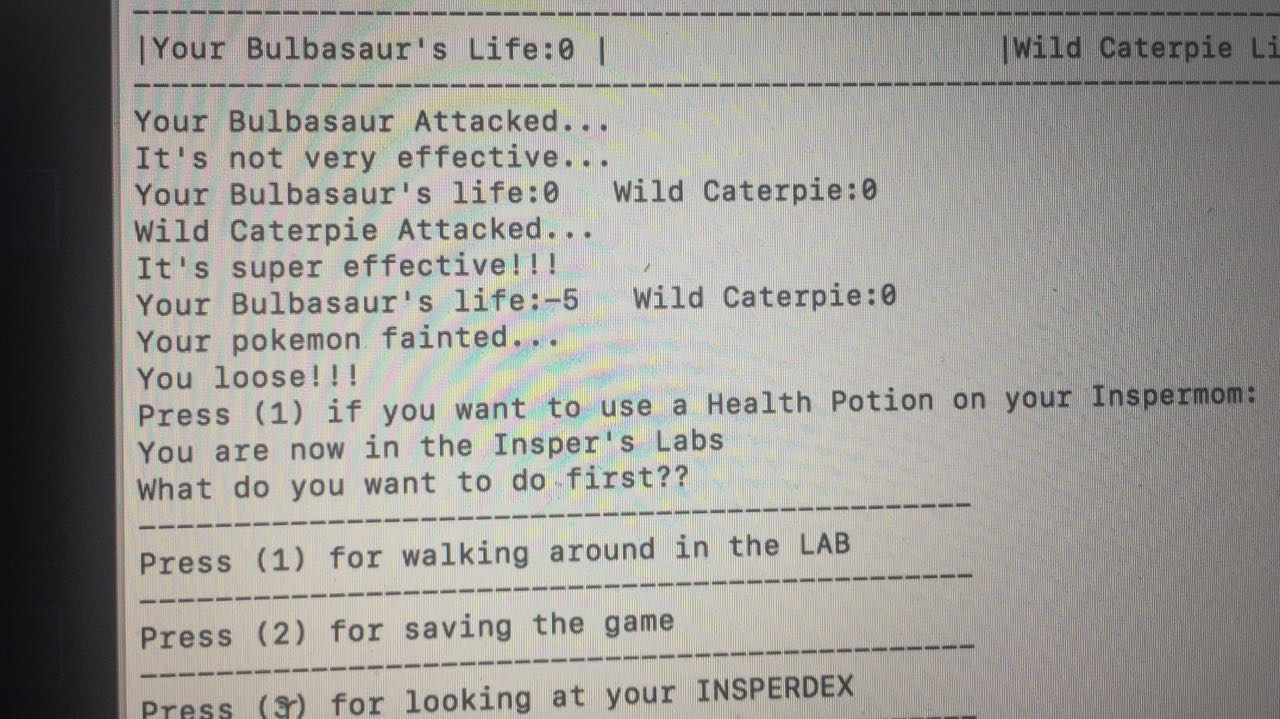 |Your Bulbasaur's Life:0 | |Wild Caterpie
Your Bulbasaur Attacked...
It's not very effective...
Your Bulbasaur's life:0 Wild Caterpie:0
Wild Caterpie Attacked...
It's super effective!!!
Your Bulbasaur's life:-5 Wild Caterpie:0
Your pokemon fainted...
You loose!!!
Press (1) if you want to use a Health Potion on your Inspermom:
You are now in the Insper's Labs
What do you want to do first??
Press (1) for walking around in the LAB
Press (2) for saving the game
Press (3) for looking at your INSPERDEX